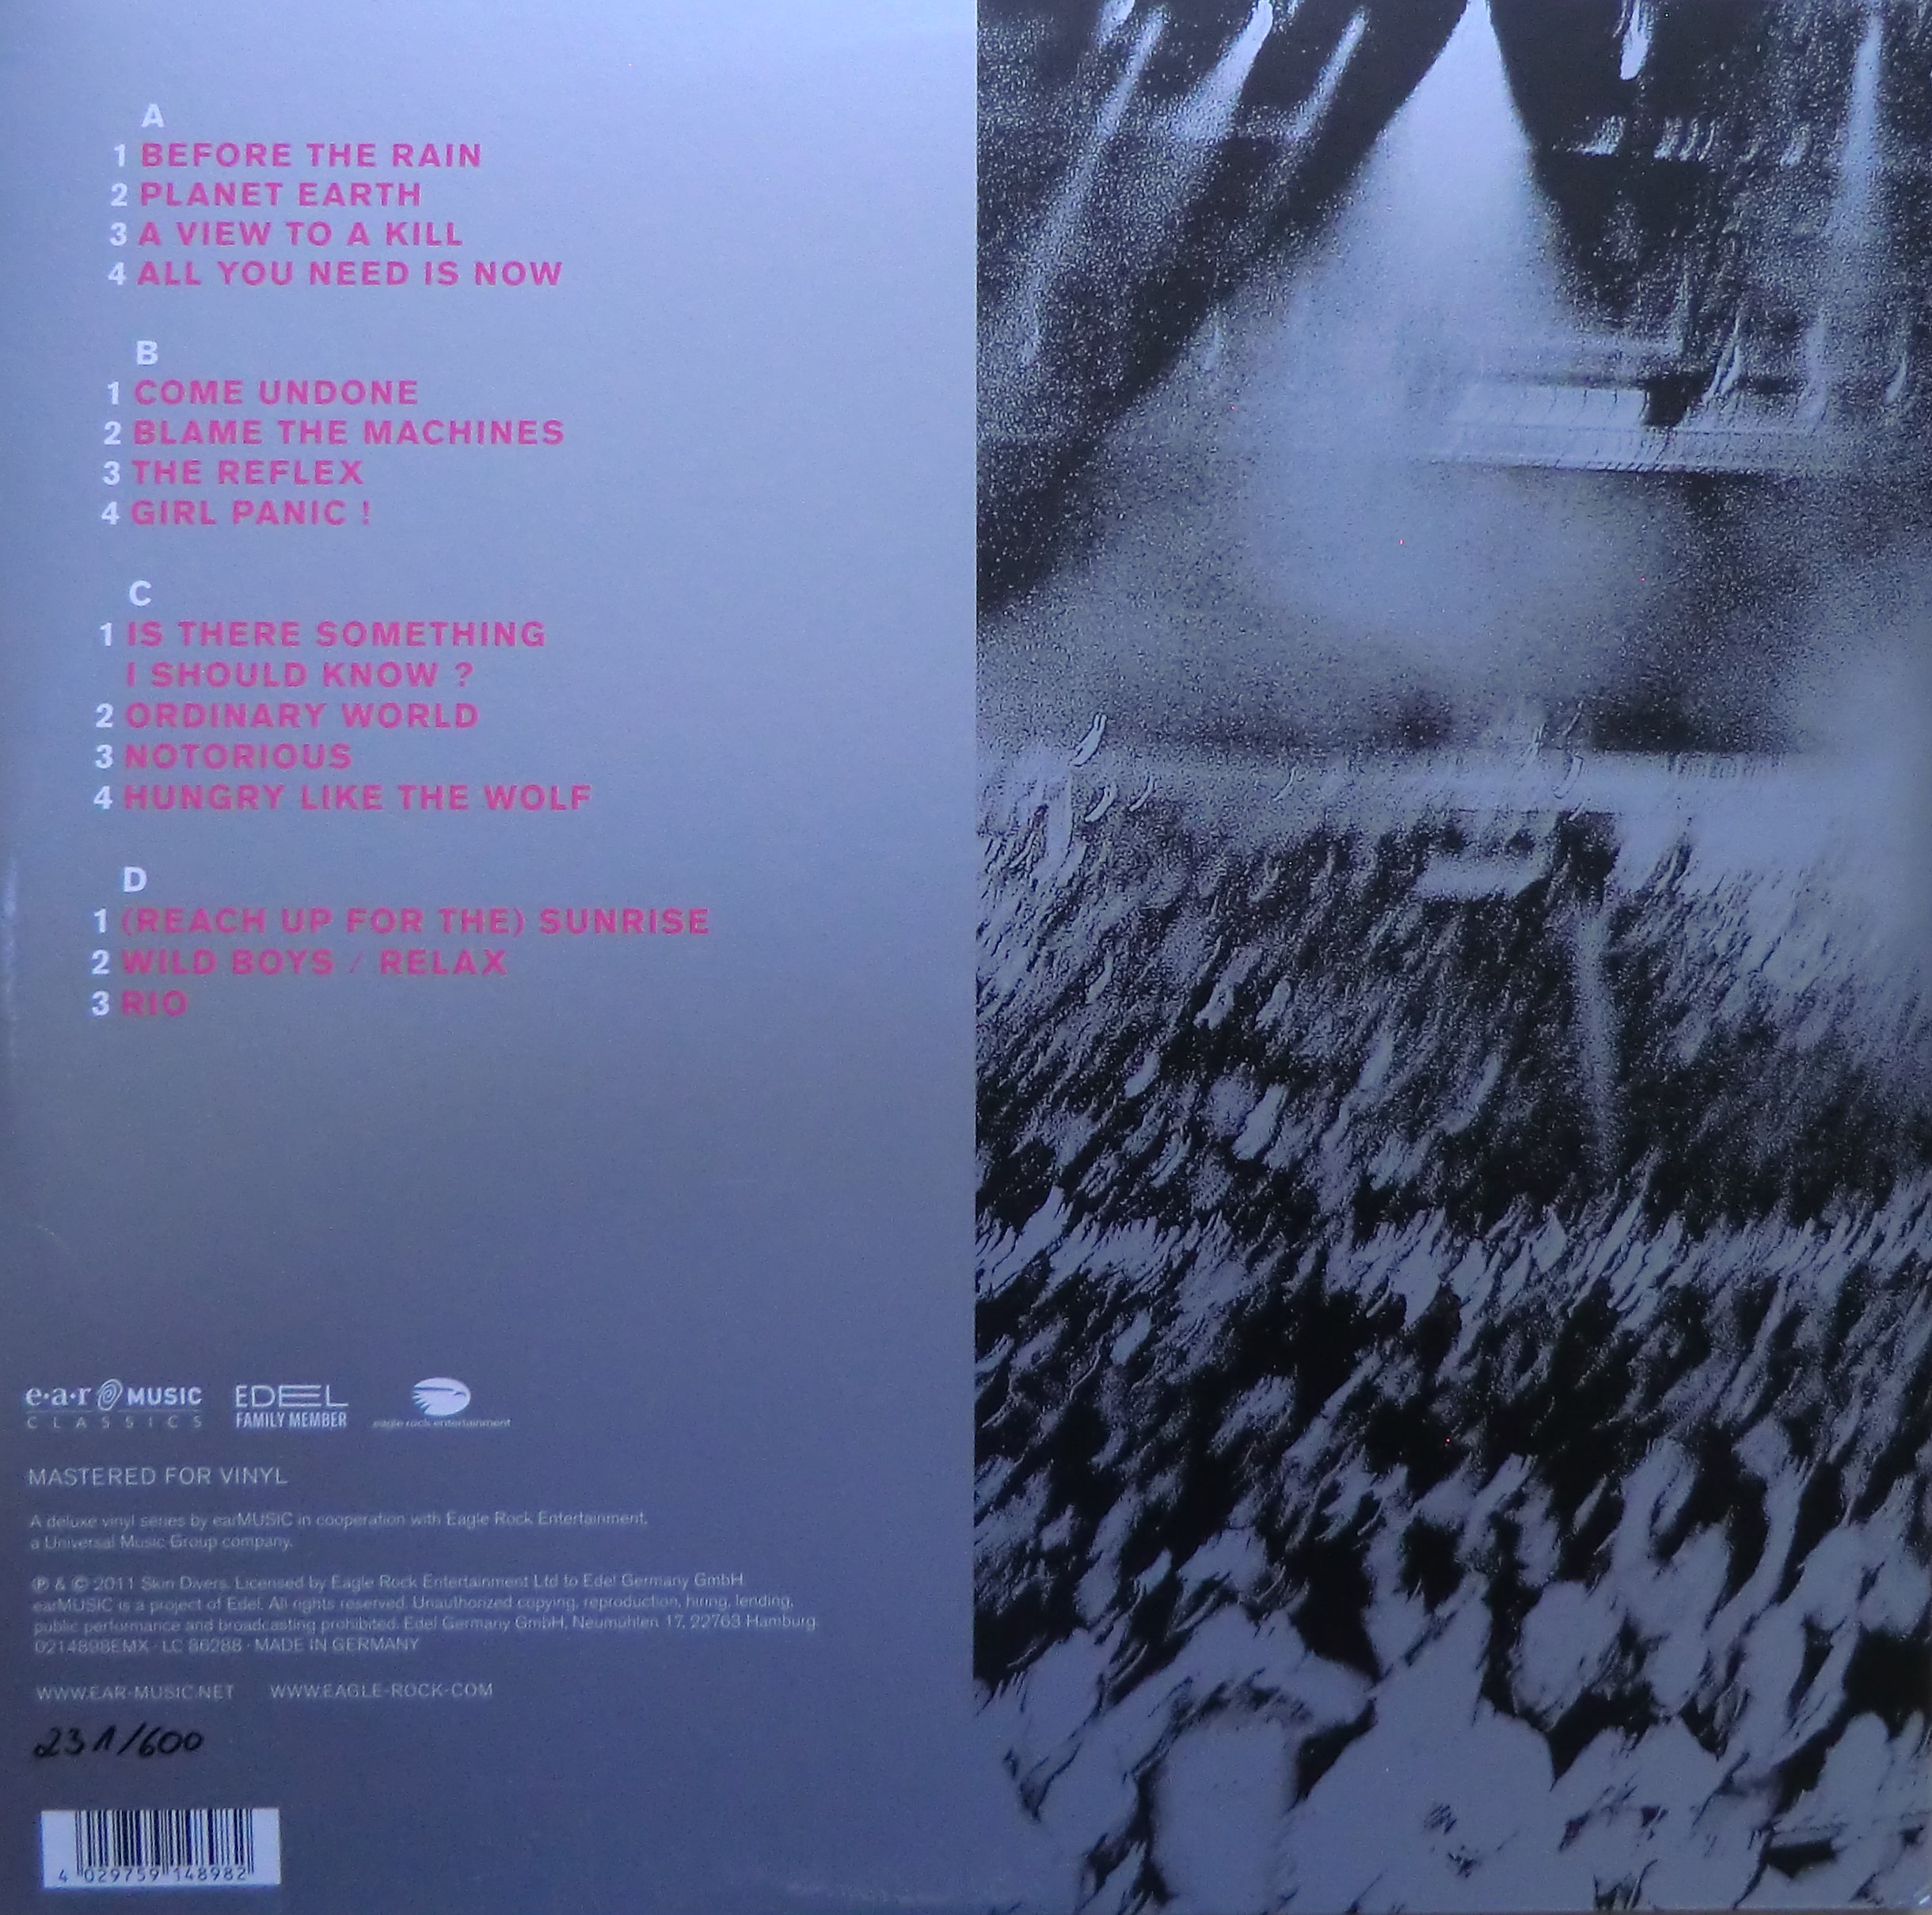 A
1 BEFORE THE RAIN
2 PLANET EARTH
3 A VIEW TO A KILL
4 ALL YOU NEED IS NOW
B
1 COME UNDONE
2 BLAME THE MACHINES
3 THE REFLEX
4 GIRL PANIC !
C
1 IS THERE SOMETHING
I SHOULD KNOW ?
2 ORDINARY WORLD
3 NOTORIOUS
4 HUNGRY LIKE THE WOLF
D
1 (REACH UP FOR THE) SUNRISE
2 WILD BOYS / RELAX
3 RIO
e·a·r MUSIC
CLASSICS
EDEL
FAMILY MEMBER
eagle rock entertainment
MASTERED FOR VINYL
A deluxe vinyl series by earMUSIC in cooperation with Eagle Rock Entertainment,
a Universal Music Group company.
℗ & © 2011 Skin Divers. Licensed by Eagle Rock Entertainment Ltd to Edel Germany GmbH.
earMUSIC is a project of Edel. All rights reserved. Unauthorized copying, reproduction, hiring, lending,
public performance and broadcasting prohibited. Edel Germany GmbH, Neumühlen 17, 22763 Hamburg.
0214898EMX · LC 86288 · MADE IN GERMANY
WWW.EAR-MUSIC.NET WWW.EAGLE-ROCK-COM
231/600
4 029759 148982